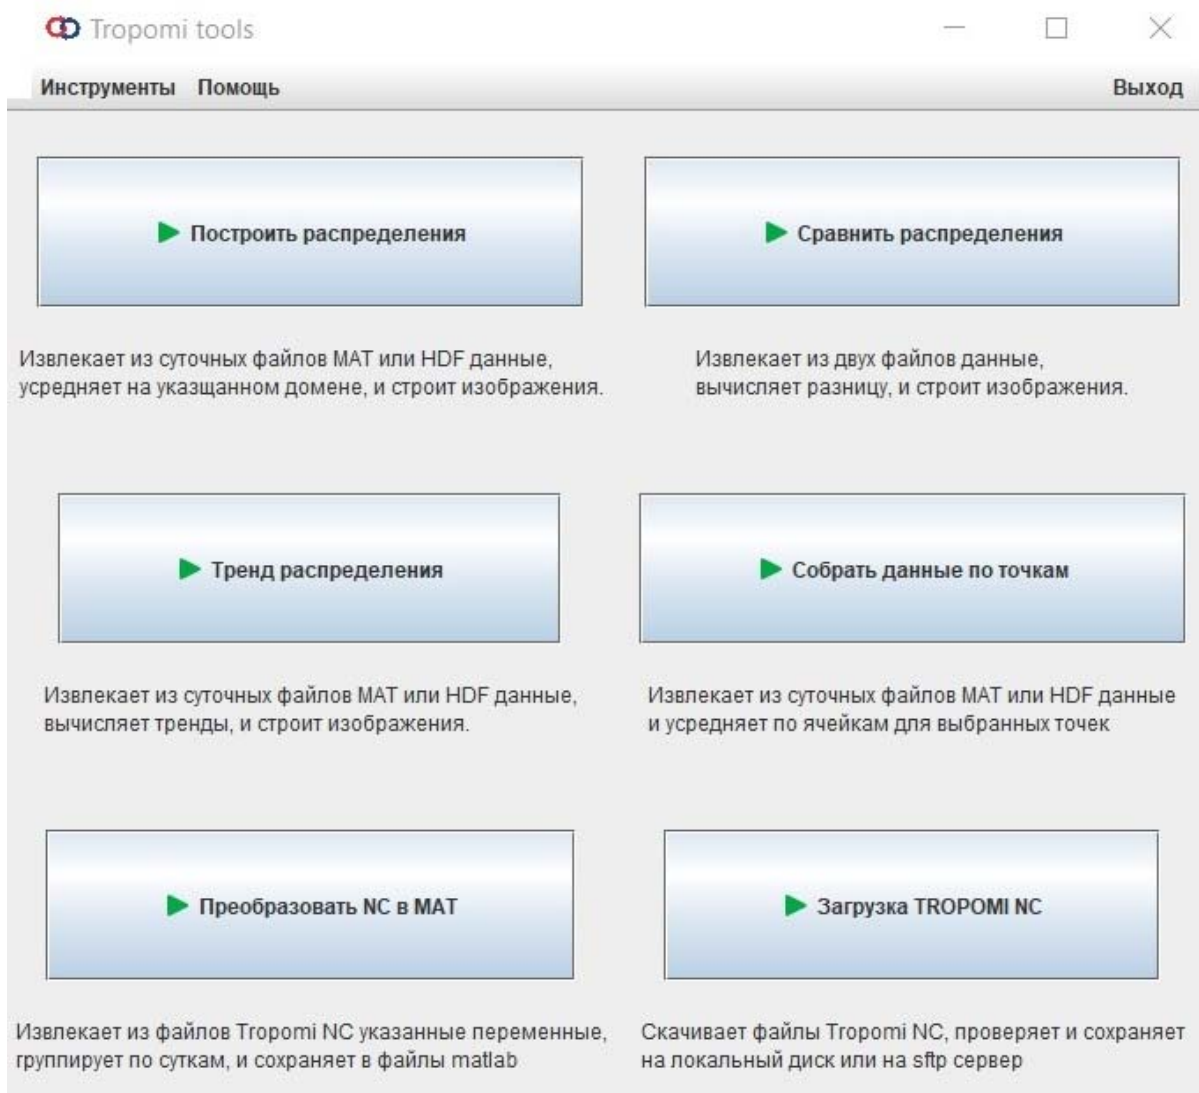 Tropomi tools
Инструменты Помощь Выход
Построить распределения
Сравнить распределения
Извлекает из суточных файлов MAT или HDF данные,
усредняет на указщанном домене, и строит изображения.
Извлекает из двух файлов данные,
вычисляет разницу, и строит изображения.
Тренд распределения
Собрать данные по точкам
Извлекает из суточных файлов MAT или HDF данные,
вычисляет тренды, и строит изображения.
Извлекает из суточных файлов MAT или HDF данные
и усредняет по ячейкам для выбранных точек
Преобразовать NC в MAT
Загрузка TROPOMI NC
Извлекает из файлов Tropomi NC указанные переменные,
группирует по суткам, и сохраняет в файлы matlab
Скачивает файлы Tropomi NC, проверяет и сохраняет
на локальный диск или на sftp сервер